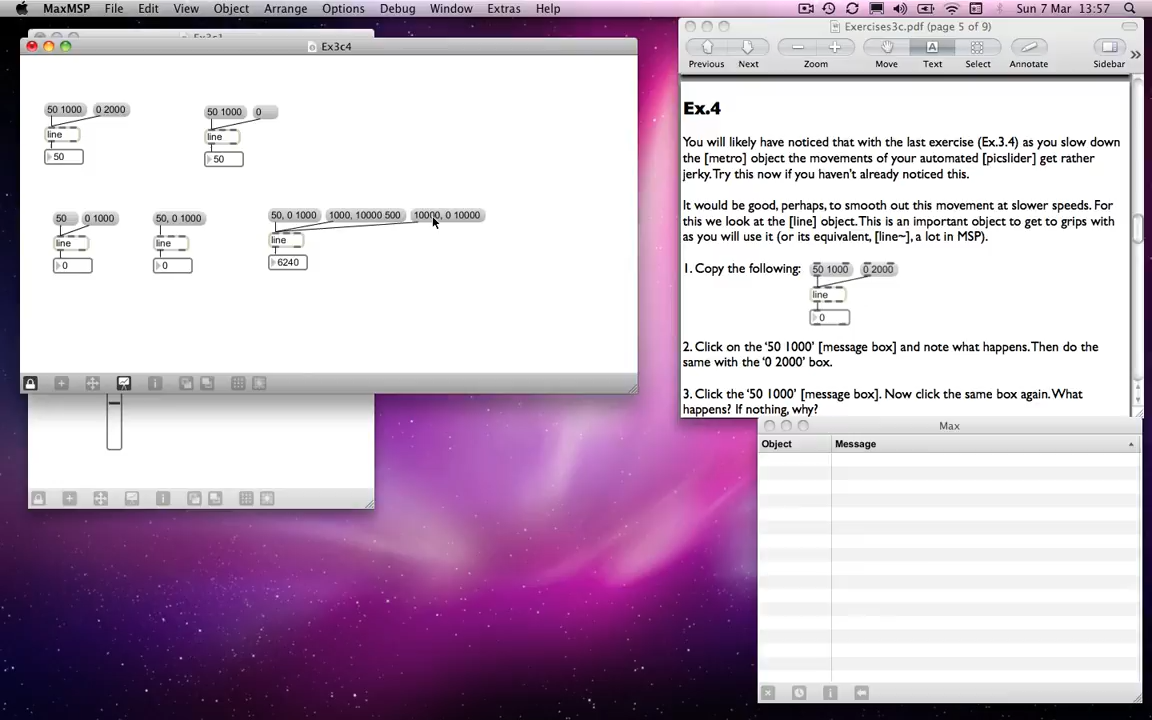 MaxMSP File Edit View Object Arrange Options Debug Window Extras Help
Sun 7 Mar 13:57
Ex3c4
50 1000 0 2000
line
50
50 1000 0
line
50
50 0 1000
line
0
50, 0 1000
line
0
50, 0 1000 1000, 10000 500 10000, 0 10000
line
6240
Exercises3c.pdf (page 5 of 9)
Previous Next Zoom Move Text Select Annotate Sidebar
Ex.4
You will likely have noticed that with the last exercise (Ex.3.4) as you slow down
the [metro] object the movements of your automated [picslider] get rather
jerky. Try this now if you haven't already noticed this.
It would be good, perhaps, to smooth out this movement at slower speeds. For
this we look at the [line] object. This is an important object to get to grips with
as you will use it (or its equivalent, [line~], a lot in MSP).
1. Copy the following:
50 1000 0 2000
line
0
2. Click on the '50 1000' [message box] and note what happens. Then do the
same with the '0 2000' box.
3. Click the '50 1000' [message box]. Now click the same box again. What
happens? If nothing, why?
Max
Object Message